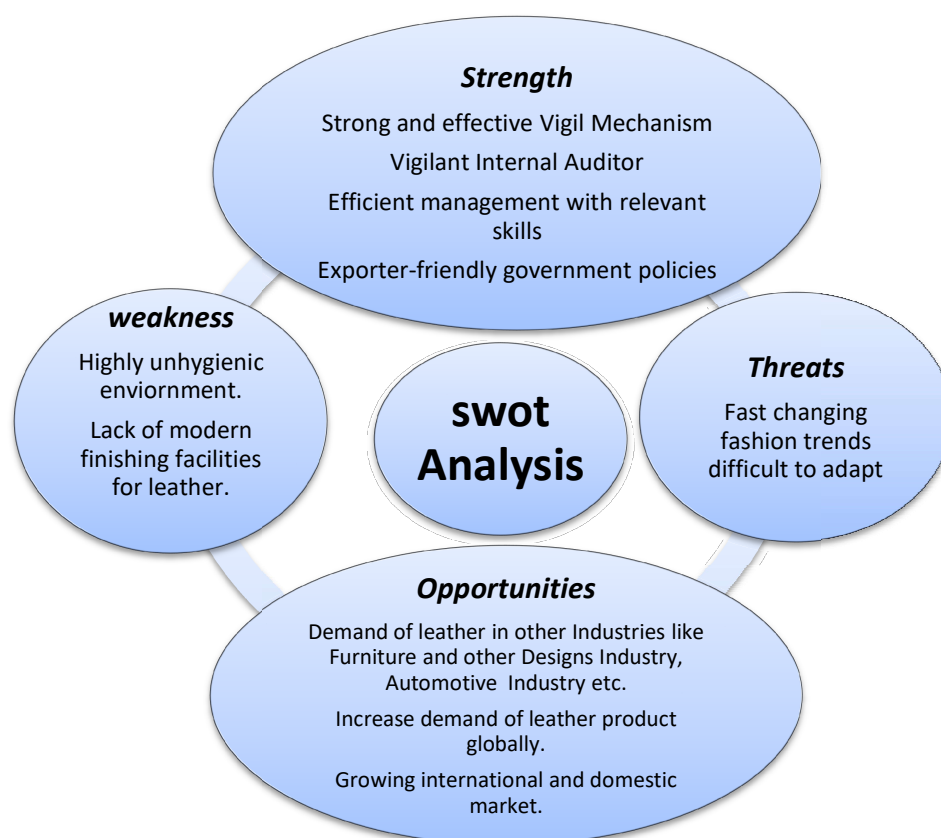 Strength
Strong and effective Vigil Mechanism
Vigilant Internal Auditor
Efficient management with relevant
skills
Exporter-friendly government policies
weakness
Highly unhygienic
enviornment.
Lack of modern
finishing facilities
for leather.
swot
Analysis
Threats
Fast changing
fashion trends
difficult to adapt
Opportunities
Demand of leather in other Industries like
Furniture and other Designs Industry,
Automotive Industry etc.
Increase demand of leather product
globally.
Growing international and domestic
market.